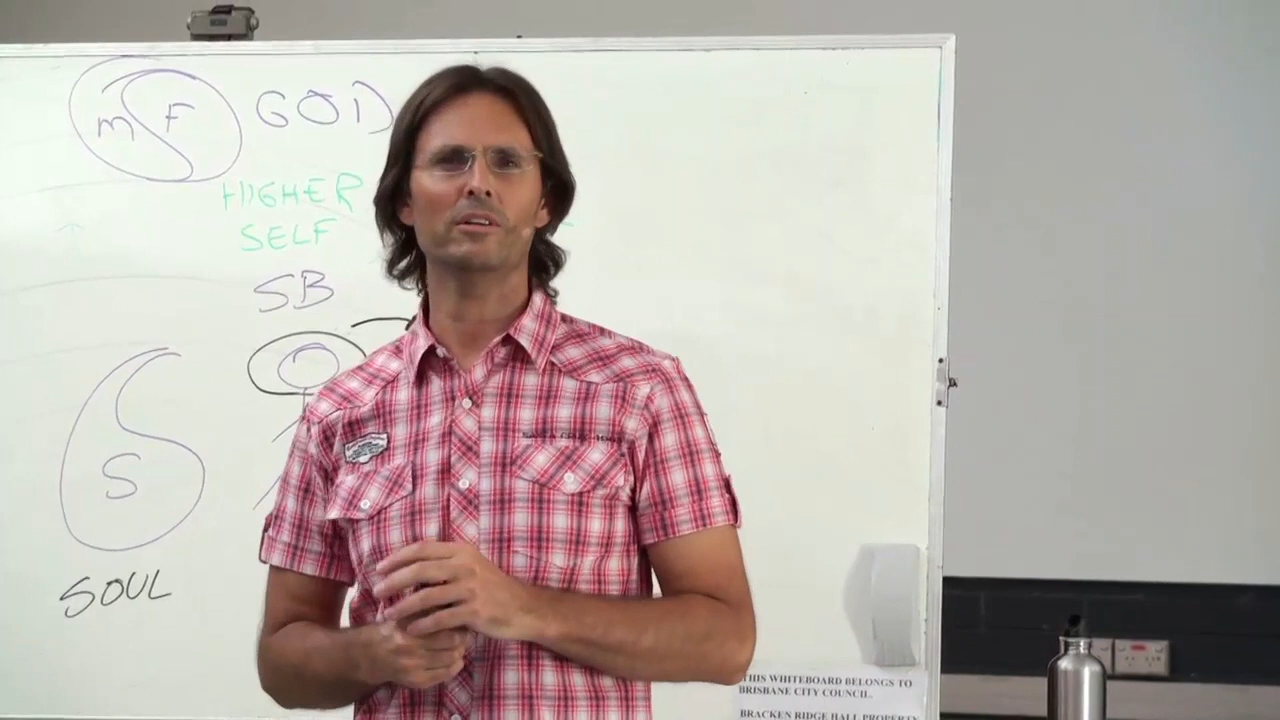 m F GOD
HIGHER
SELF
SB
S
SOUL
THIS WHITEBOARD BELONGS TO
BRISBANE CITY COUNCIL.
BRACKEN RIDGE HALL PROPERTY